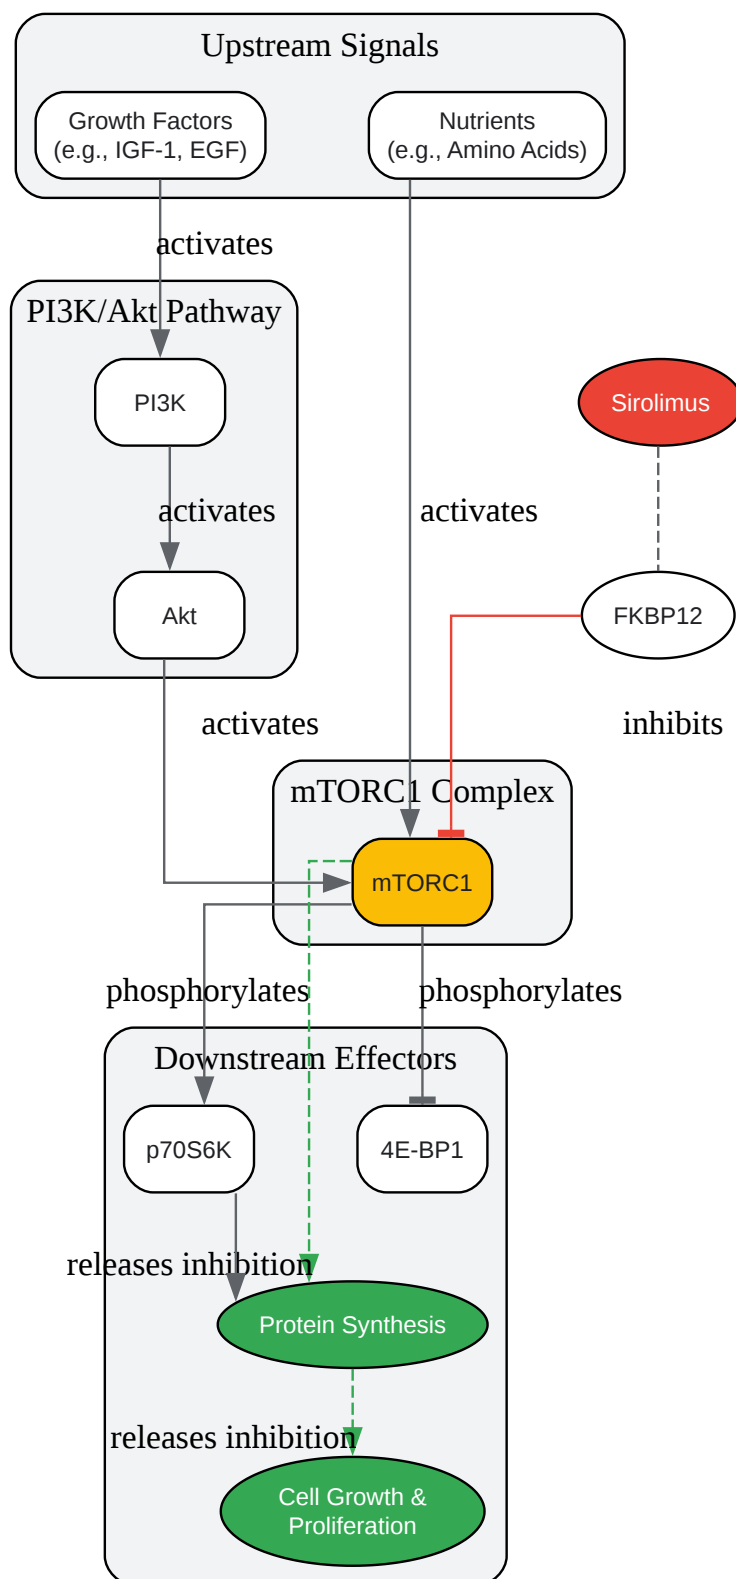 Upstream Signals
Growth Factors
(e.g., IGF-1, EGF)
Nutrients
(e.g., Amino Acids)
activates
PI3K/Akt Pathway
PI3K
Sirolimus
activates
activates
Akt
FKBP12
activates
inhibits
mTORC1 Complex
mTORC1
phosphorylates
phosphorylates
Downstream Effectors
p70S6K
4E-BP1
releases inhibition
Protein Synthesis
releases inhibition
Cell Growth &
Proliferation